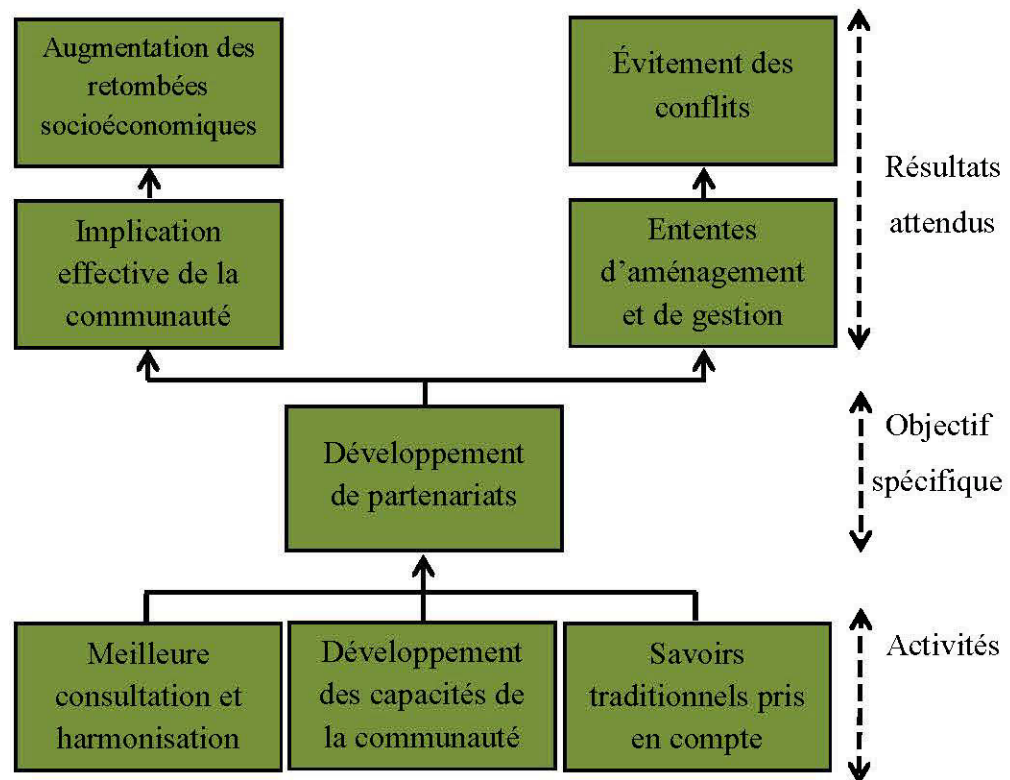 Augmentation des
retombées
socioéconomiques
Évitement des
conflits
Résultats
attendus
Implication
effective de la
communauté
Ententes
d’aménagement
et de gestion
Développement
de partenariats
Objectif
spécifique
Meilleure
consultation et
harmonisation
Développement
des capacités de
la communauté
Savoirs
traditionnels pris
en compte
Activités